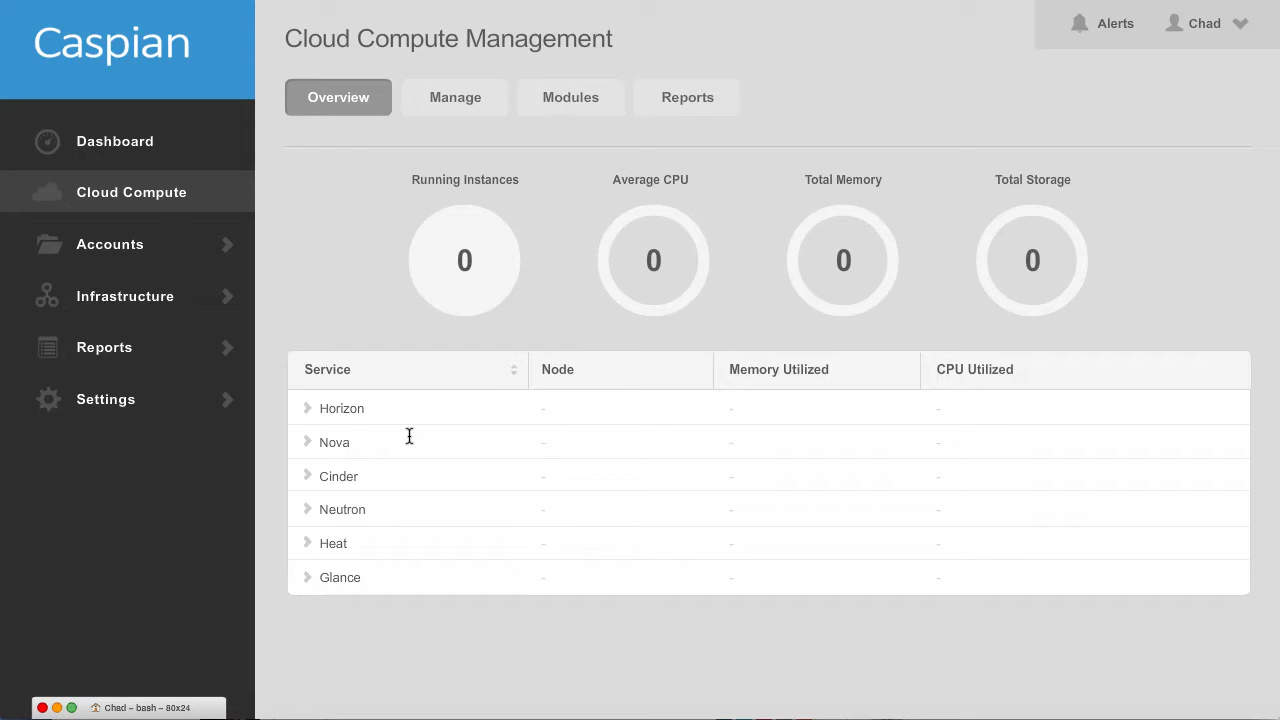 Caspian
Cloud Compute Management
Alerts
Chad
Overview
Manage
Modules
Reports
Dashboard
Cloud Compute
Accounts
Infrastructure
Reports
Settings
Running Instances
Average CPU
Total Memory
Total Storage
0
0
0
0
Service
Node
Memory Utilized
CPU Utilized
Horizon - - -
Nova - - -
Cinder - - -
Neutron - - -
Heat - - -
Glance - - -
Chad – bash – 80x24